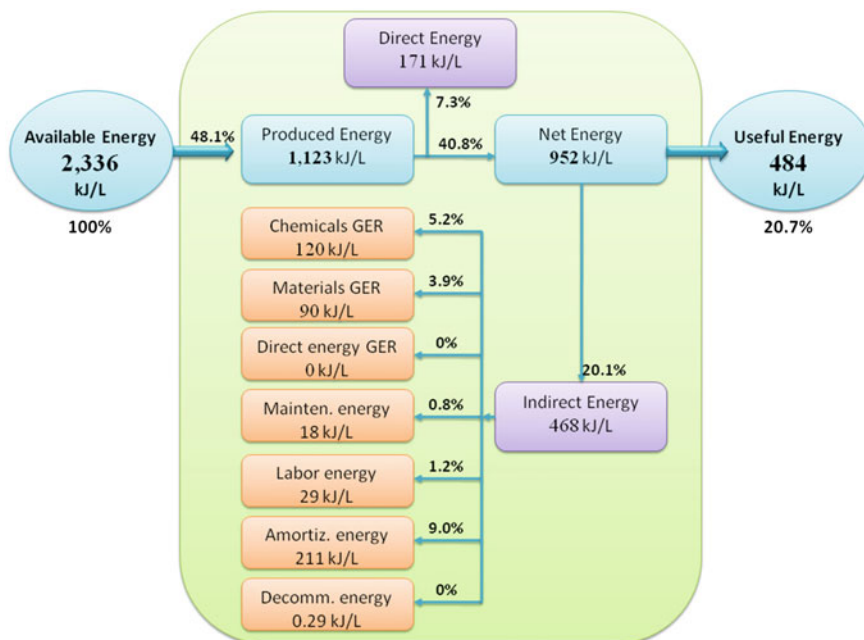 Direct Energy
171 kJ/L
7.3%
Available Energy
2,336
kJ/L
100%
48.1%
Produced Energy
1,123 kJ/L
40.8%
Net Energy
952 kJ/L
Useful Energy
484
kJ/L
20.7%
Chemicals GER
120 kJ/L
5.2%
Materials GER
90 kJ/L
3.9%
Direct energy GER
0 kJ/L
0%
20.1%
Indirect Energy
468 kJ/L
Mainten. energy
18 kJ/L
0.8%
Labor energy
29 kJ/L
1.2%
Amortiz. energy
211 kJ/L
9.0%
Decomm. energy
0.29 kJ/L
0%